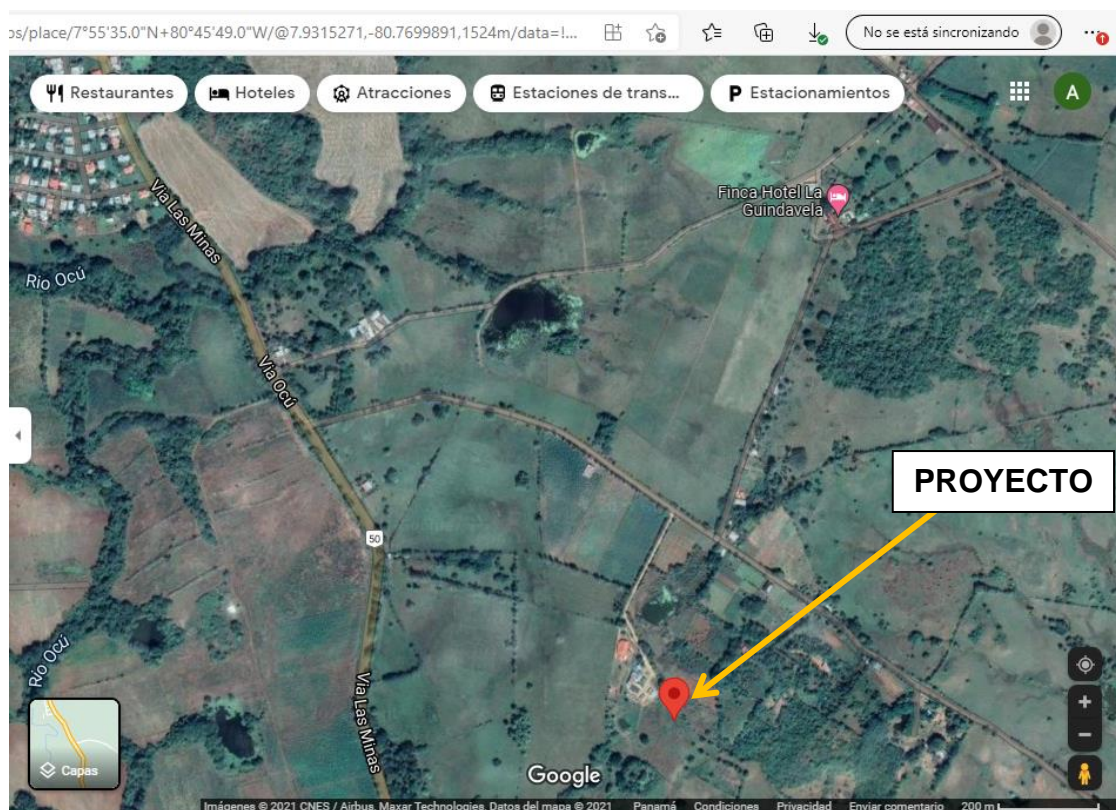 os/place/7°55'35.0"N+80°45'49.0"W/@7.9315271,-80.7699891,1524m/data=!...
No se está sincronizando
Restaurantes
Hoteles
Atracciones
Estaciones de trans...
P Estacionamientos
A
Via Las Minas
Finca Hotel La
Guindavela
Rio Ocú
Via Ocú
PROYECTO
50
Rio Ocú
Via Las Minas
Capas
Google
Imágenes © 2021 CNES / Airbus, Maxar Technologies, Datos del mapa © 2021 Panamá Condiciones Privacidad Enviar comentario 200 m